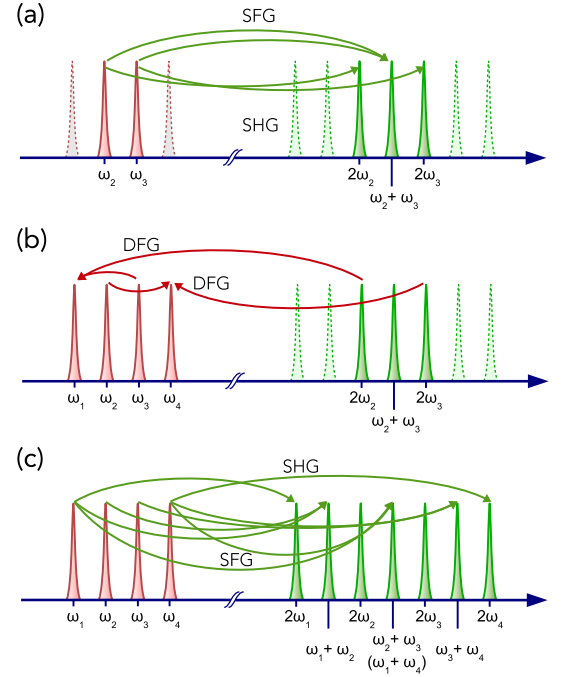 (a)
SFG
SHG
ω₂ ω₃ 2ω₂ 2ω₃
ω₂+ ω₃
(b)
DFG
DFG
ω₁ ω₂ ω₃ ω₄ 2ω₂ 2ω₃
ω₂+ ω₃
(c)
SHG
SFG
ω₁ ω₂ ω₃ ω₄ 2ω₁ 2ω₂ 2ω₃ 2ω₄
ω₁ + ω₂ ω₂+ ω₃ ω₃ + ω₄
(ω₁+ ω₄)